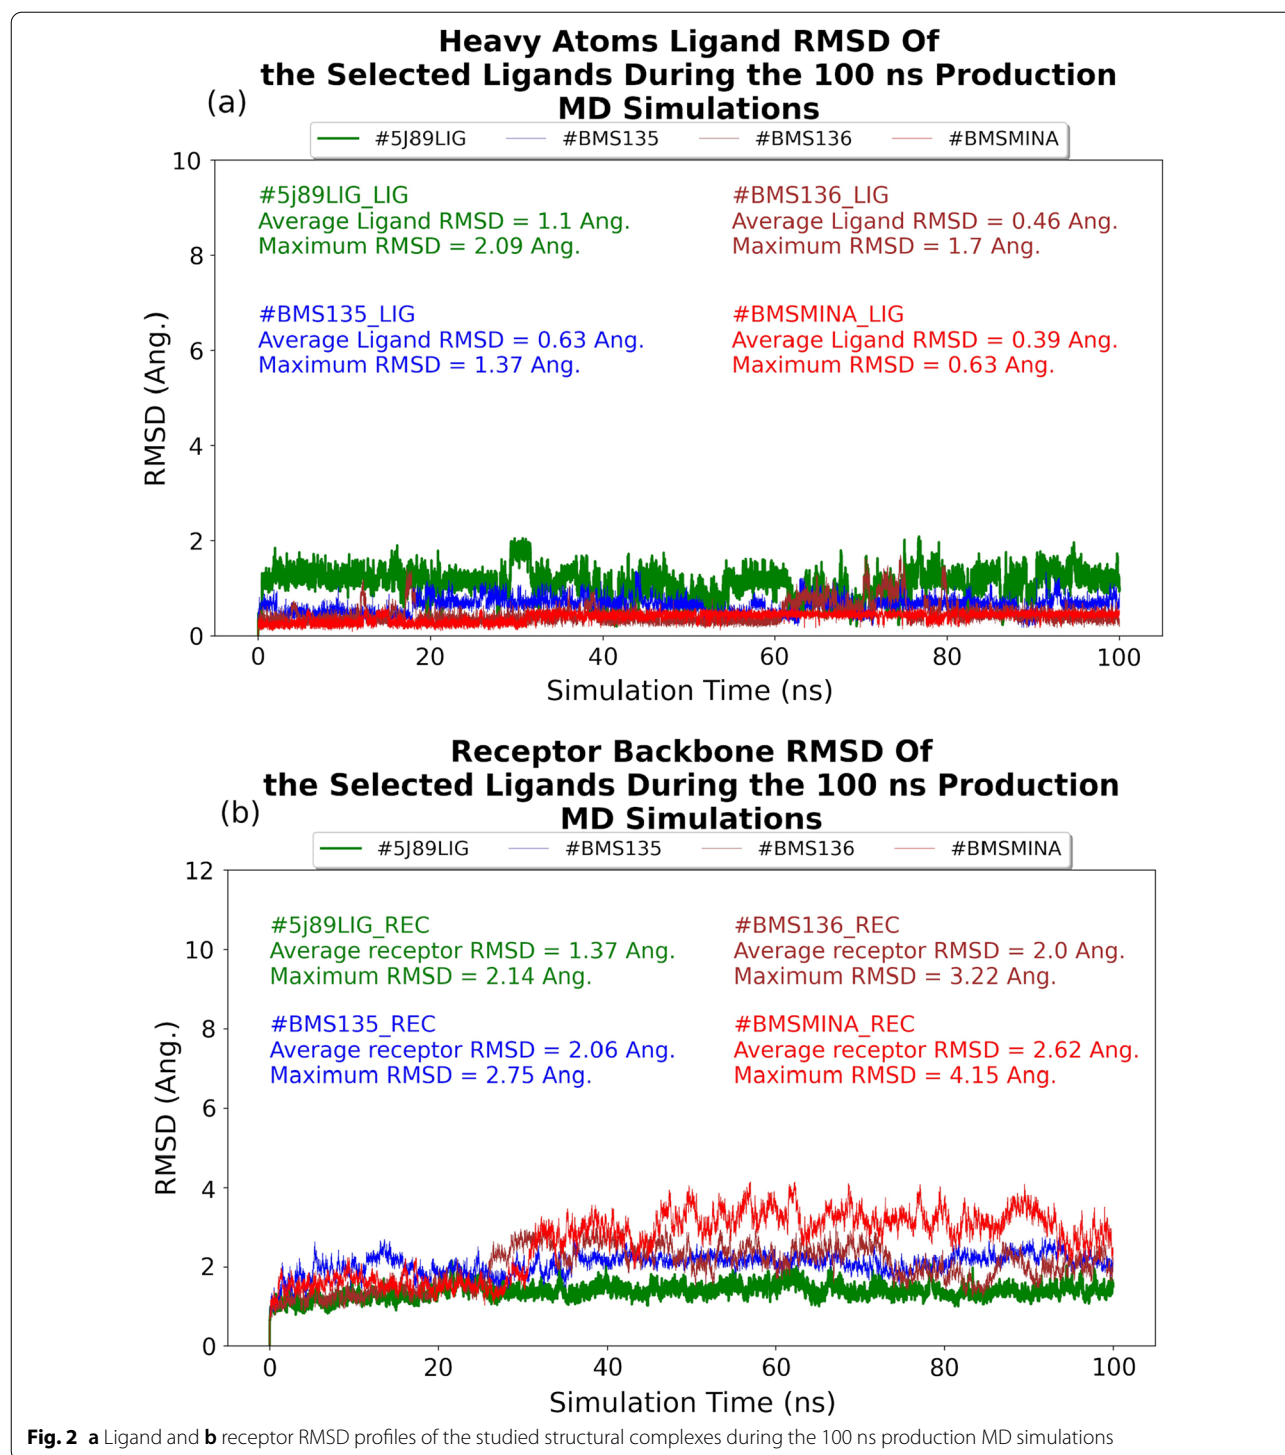 Heavy Atoms Ligand RMSD Of
the Selected Ligands During the 100 ns Production
MD Simulations
(a)
#5J89LIG #BMS135 #BMS136 #BMSMINA
#5j89LIG_LIG
Average Ligand RMSD = 1.1 Ang.
Maximum RMSD = 2.09 Ang.
#BMS136_LIG
Average Ligand RMSD = 0.46 Ang.
Maximum RMSD = 1.7 Ang.
#BMS135_LIG
Average Ligand RMSD = 0.63 Ang.
Maximum RMSD = 1.37 Ang.
#BMSMINA_LIG
Average Ligand RMSD = 0.39 Ang.
Maximum RMSD = 0.63 Ang.
RMSD (Ang.)
10
8
6
4
2
0
0 20 40 60 80 100
Simulation Time (ns)
Receptor Backbone RMSD Of
the Selected Ligands During the 100 ns Production
MD Simulations
(b)
#5J89LIG #BMS135 #BMS136 #BMSMINA
#5j89LIG_REC
Average receptor RMSD = 1.37 Ang.
Maximum RMSD = 2.14 Ang.
#BMS136_REC
Average receptor RMSD = 2.0 Ang.
Maximum RMSD = 3.22 Ang.
#BMS135_REC
Average receptor RMSD = 2.06 Ang.
Maximum RMSD = 2.75 Ang.
#BMSMINA_REC
Average receptor RMSD = 2.62 Ang.
Maximum RMSD = 4.15 Ang.
RMSD (Ang.)
12
10
8
6
4
2
0
0 20 40 60 80 100
Simulation Time (ns)
Fig. 2 a Ligand and b receptor RMSD profiles of the studied structural complexes during the 100 ns production MD simulations